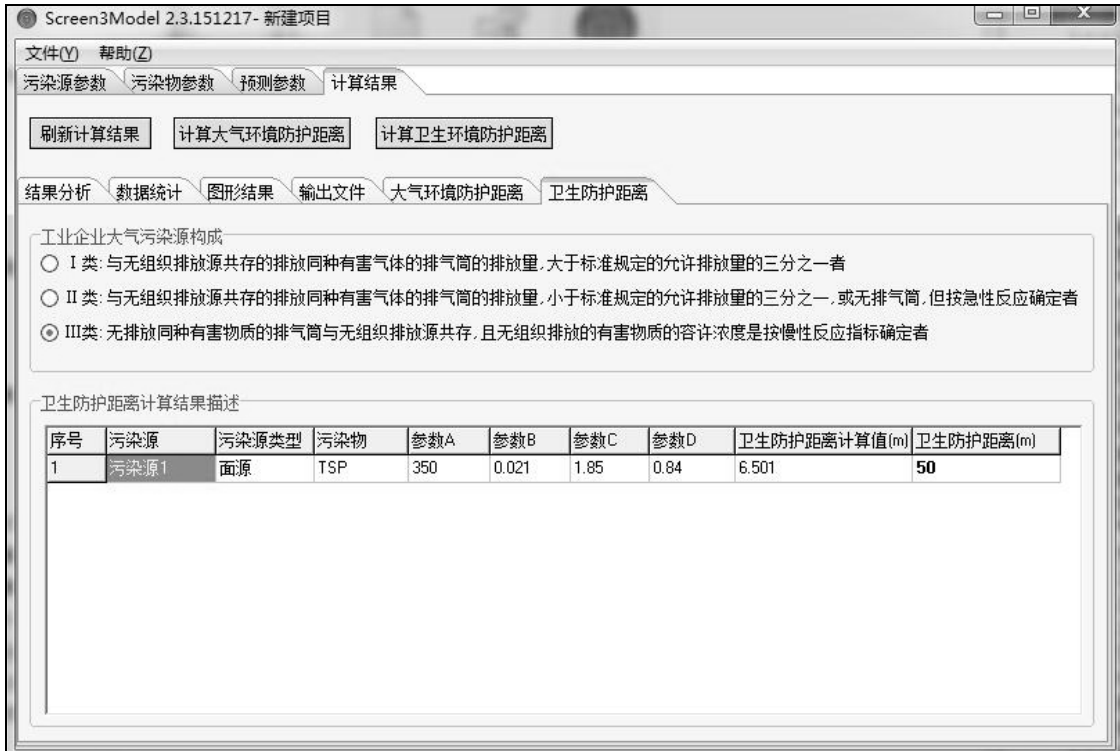 Screen3Model 2.3.151217- 新建项目
文件(Y) 帮助(Z)
污染源参数 污染物参数 预测参数 计算结果
刷新计算结果 计算大气环境防护距离 计算卫生环境防护距离
结果分析 数据统计 图形结果 输出文件 大气环境防护距离 卫生防护距离
工业企业大气污染源构成
I 类: 与无组织排放源共存的排放同种有害气体的排气筒的排放量,大于标准规定的允许排放量的三分之一者
II 类: 与无组织排放源共存的排放同种有害气体的排气筒的排放量,小于标准规定的允许排放量的三分之一,或无排气筒,但按急性反应确定者
III类: 无排放同种有害物质的排气筒与无组织排放源共存,且无组织排放的有害物质的容许浓度是按慢性反应指标确定者
卫生防护距离计算结果描述
序号 污染源 污染源类型 污染物 参数A 参数B 参数C 参数D 卫生防护距离计算值(m) 卫生防护距离(m)
1 污染源1 面源 TSP 350 0.021 1.85 0.84 6.501 50